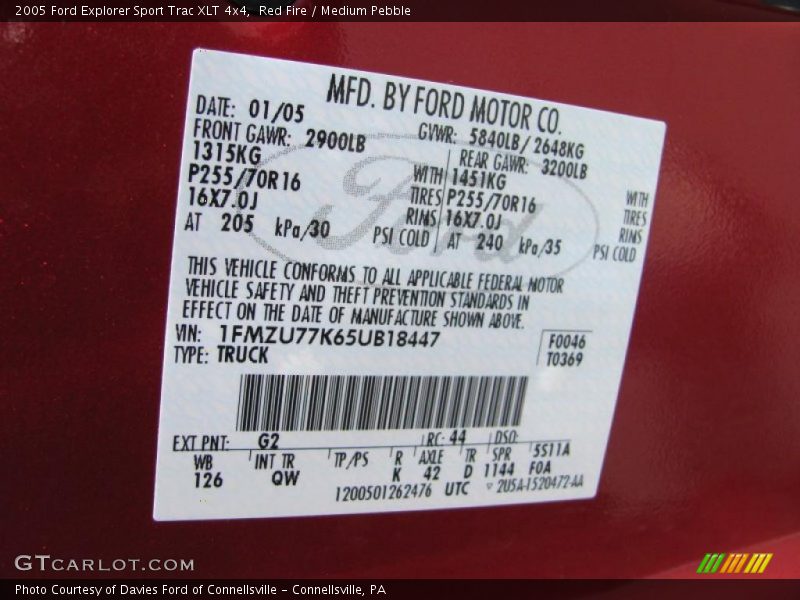 2005 Ford Explorer Sport Trac XLT 4x4, Red Fire / Medium Pebble
MFD. BY FORD MOTOR CO.
DATE: 01/05 GVWR: 5840LB/ 2648KG
FRONT GAWR: 2900LB REAR GAWR: 3200LB
1315KG WITH 1451KG WITH
P255/70R16 TIRES P255/70R16 TIRES
16X7.0J RIMS 16X7.0J RIMS
AT 205 kPa/30 PSI COLD AT 240 kPa/35 PSI COLD
Ford
THIS VEHICLE CONFORMS TO ALL APPLICABLE FEDERAL MOTOR
VEHICLE SAFETY AND THEFT PREVENTION STANDARDS IN
EFFECT ON THE DATE OF MANUFACTURE SHOWN ABOVE.
VIN: 1FMZU77K65UB18447 F0046
TYPE: TRUCK T0369
EXT PNT: G2 RC: 44 DSO:
WB INT TR TP/PS R AXLE TR SPR 5S11A
126 QW K 42 D 1144 F0A
1200501262476 UTC 2U5A-1520472-AA
GTCARLOT.COM
Photo Courtesy of Davies Ford of Connellsville – Connellsville, PA